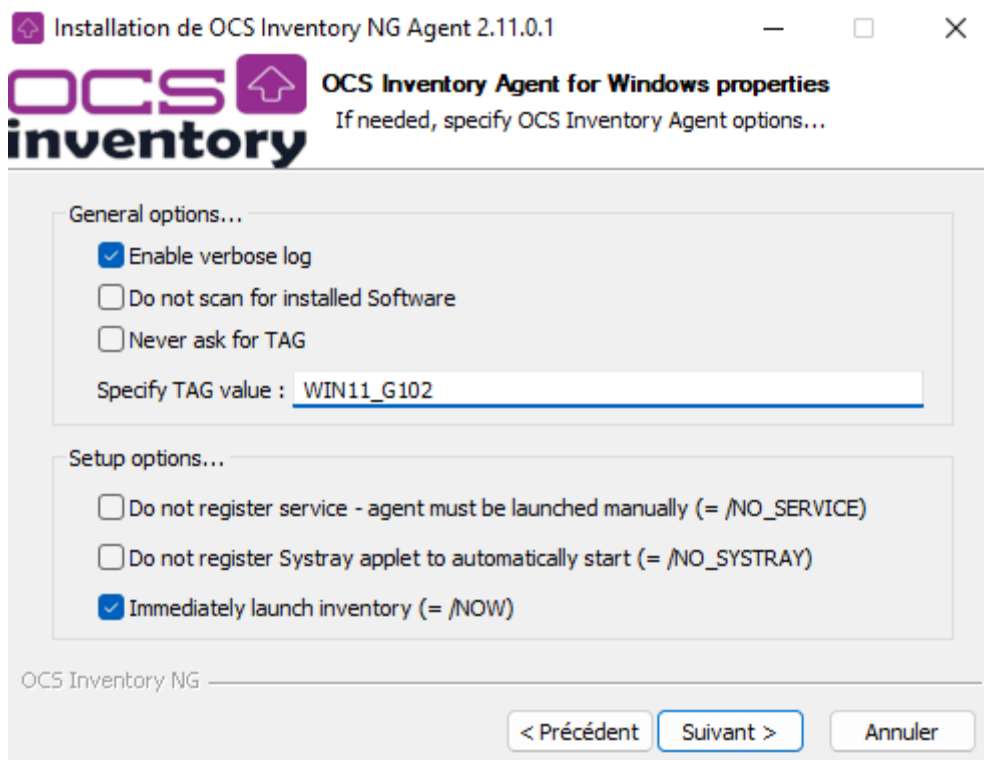 Installation de OCS Inventory NG Agent 2.11.0.1
OCS
inventory
OCS Inventory Agent for Windows properties
If needed, specify OCS Inventory Agent options...
General options...
Enable verbose log
Do not scan for installed Software
Never ask for TAG
Specify TAG value : WIN11_G102
Setup options...
Do not register service - agent must be launched manually (= /NO_SERVICE)
Do not register Systray applet to automatically start (= /NO_SYSTRAY)
Immediately launch inventory (= /NOW)
OCS Inventory NG
< Précédent Suivant > Annuler